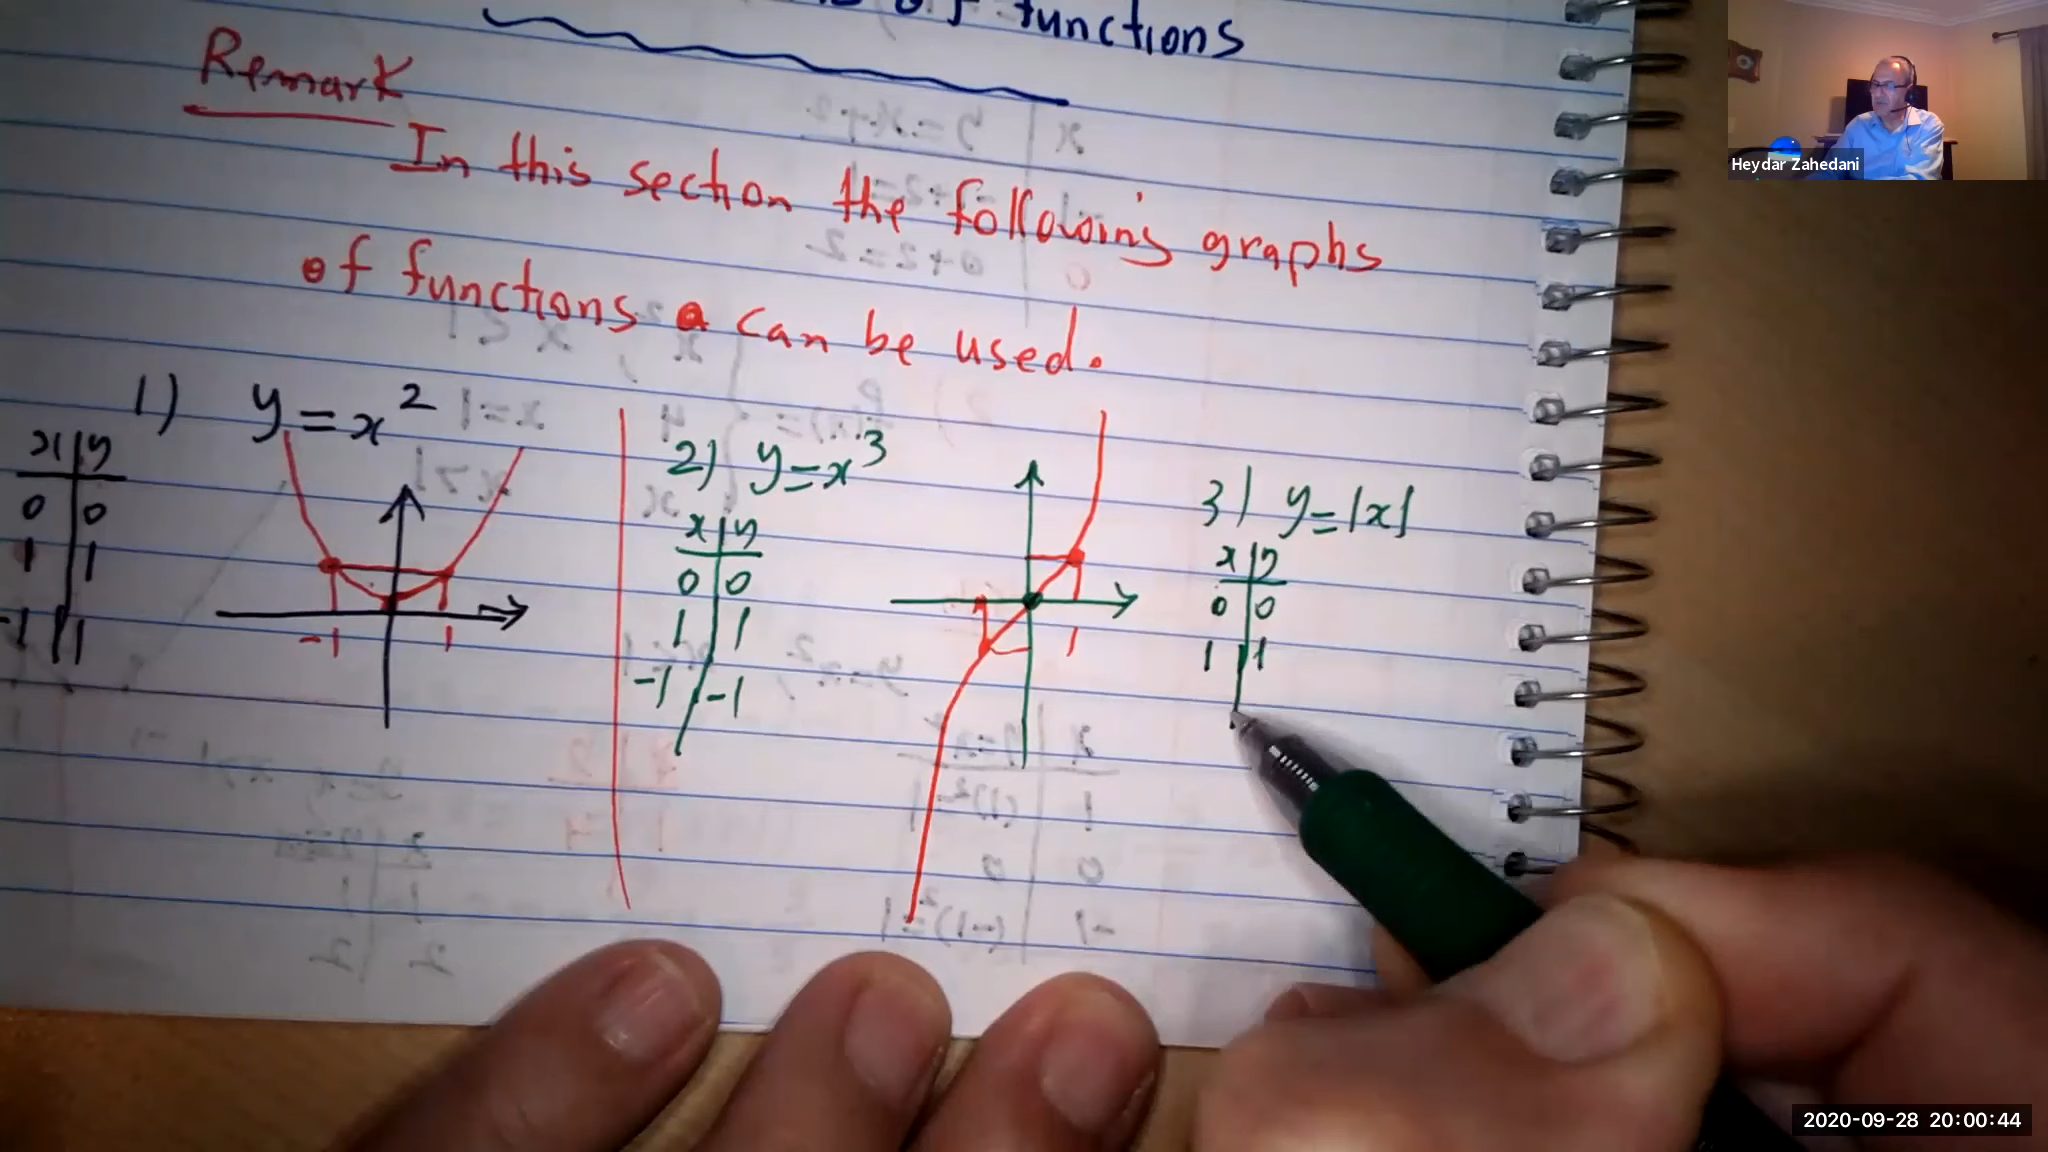 of functions
Remark
In this section the following graphs
of functions can be used.
1) y=x²
x y
0 0
1 1
-1 1
-1 1
2) y=x³
x y
0 0
1 1
-1 -1
1
3) y=|x|
x y
0 0
1 1
Heydar Zahedani
2020-09-28 20:00:44